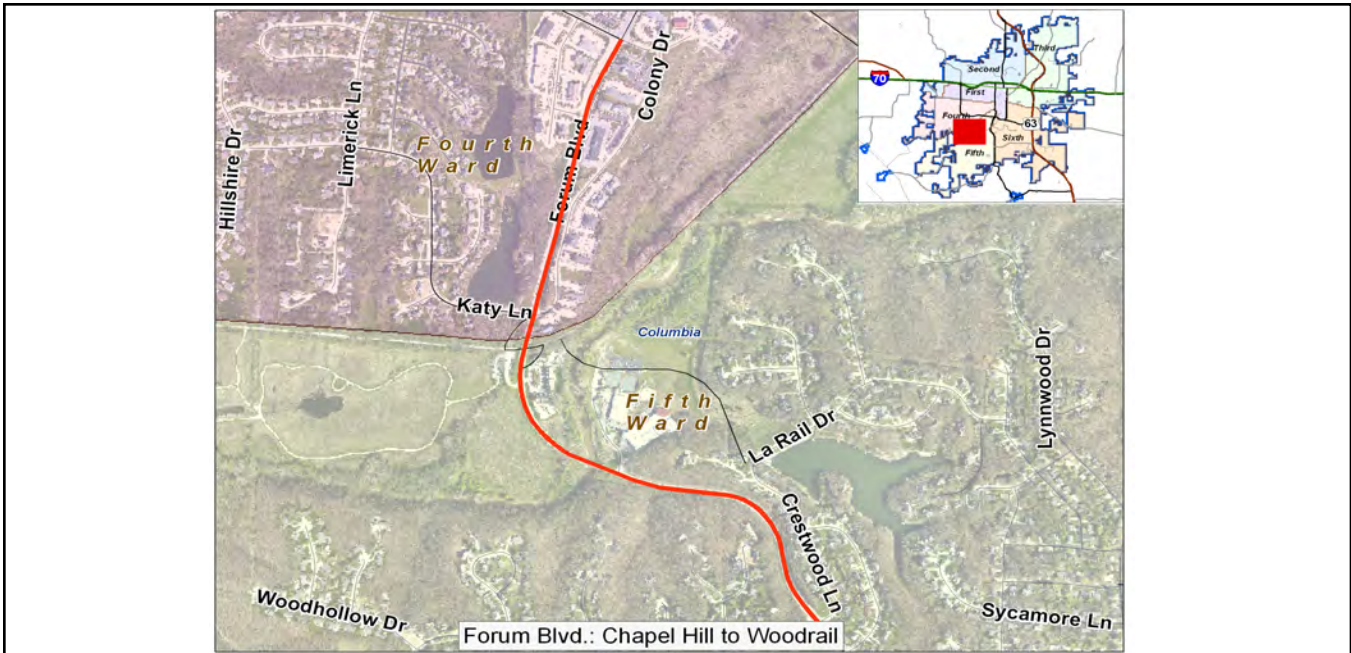 Hillshire Dr
Limerick Ln
Fourth
Ward
Forum Blvd
Colony Dr
Katy Ln
Columbia
Fifth
Ward
La Rail Dr
Lynnwood Dr
Crestwood Ln
Woodhollow Dr
Sycamore Ln
Forum Blvd.: Chapel Hill to Woodrail
Third
Second
70
First
Fourth
63
Sixth
Fifth